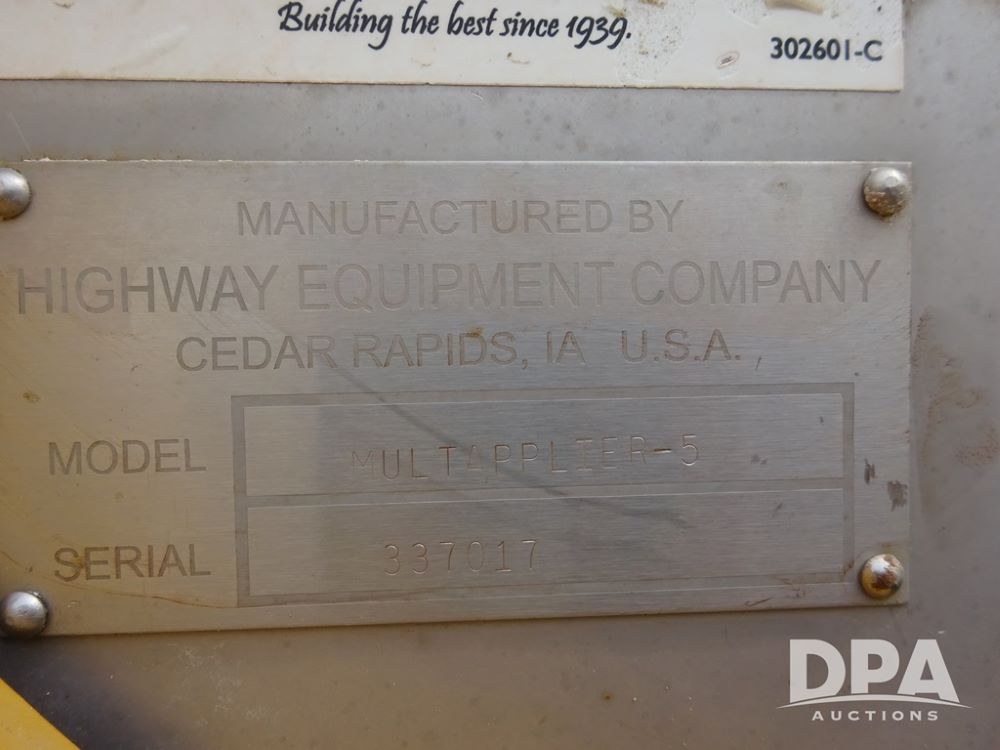 Building the best since 1939.
302601-C
MANUFACTURED BY
HIGHWAY EQUIPMENT COMPANY
CEDAR RAPIDS, IA U.S.A.
MODEL MULTAPPLIER-5
SERIAL 337017
DPA
AUCTIONS